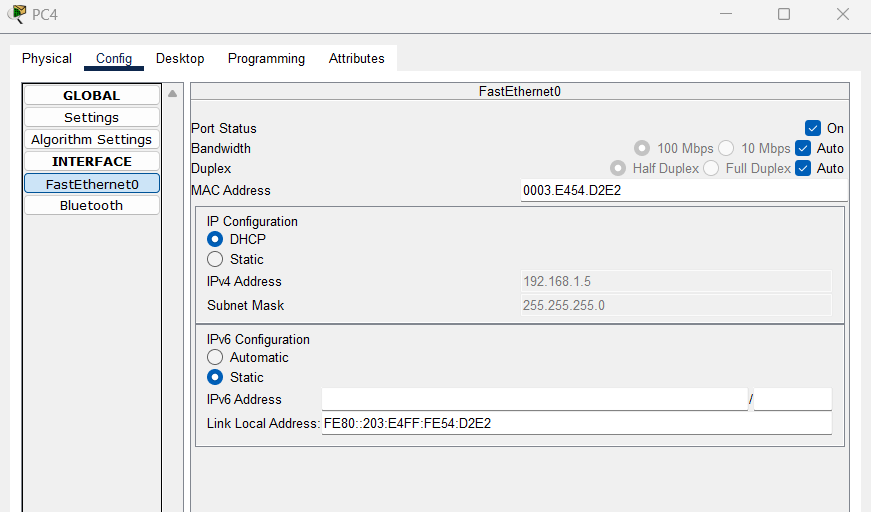 PC4
Physical Config Desktop Programming Attributes
GLOBAL
Settings
Algorithm Settings
INTERFACE
FastEthernet0
Bluetooth
FastEthernet0
Port Status On
Bandwidth 100 Mbps 10 Mbps Auto
Duplex Half Duplex Full Duplex Auto
MAC Address 0003.E454.D2E2
IP Configuration
DHCP
Static
IPv4 Address 192.168.1.5
Subnet Mask 255.255.255.0
IPv6 Configuration
Automatic
Static
IPv6 Address /
Link Local Address: FE80::203:E4FF:FE54:D2E2